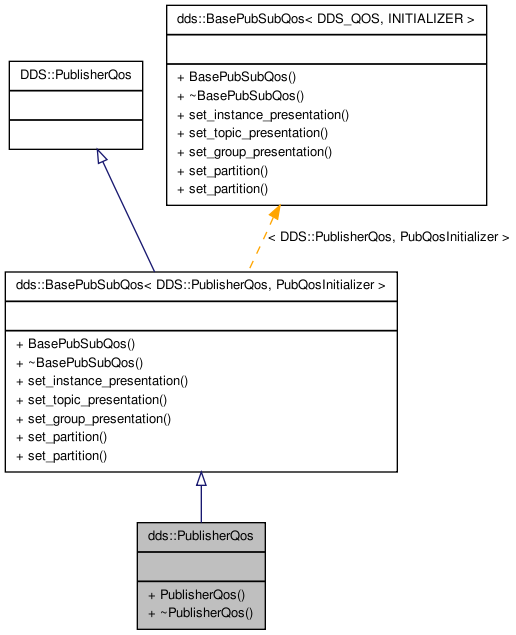 dds::BasePubSubQos< DDS_QOS, INITIALIZER >
+ BasePubSubQos()
+ ~BasePubSubQos()
+ set_instance_presentation()
+ set_topic_presentation()
+ set_group_presentation()
+ set_partition()
+ set_partition()
DDS::PublisherQos
< DDS::PublisherQos, PubQosInitializer >
dds::BasePubSubQos< DDS::PublisherQos, PubQosInitializer >
+ BasePubSubQos()
+ ~BasePubSubQos()
+ set_instance_presentation()
+ set_topic_presentation()
+ set_group_presentation()
+ set_partition()
+ set_partition()
dds::PublisherQos
+ PublisherQos()
+ ~PublisherQos()